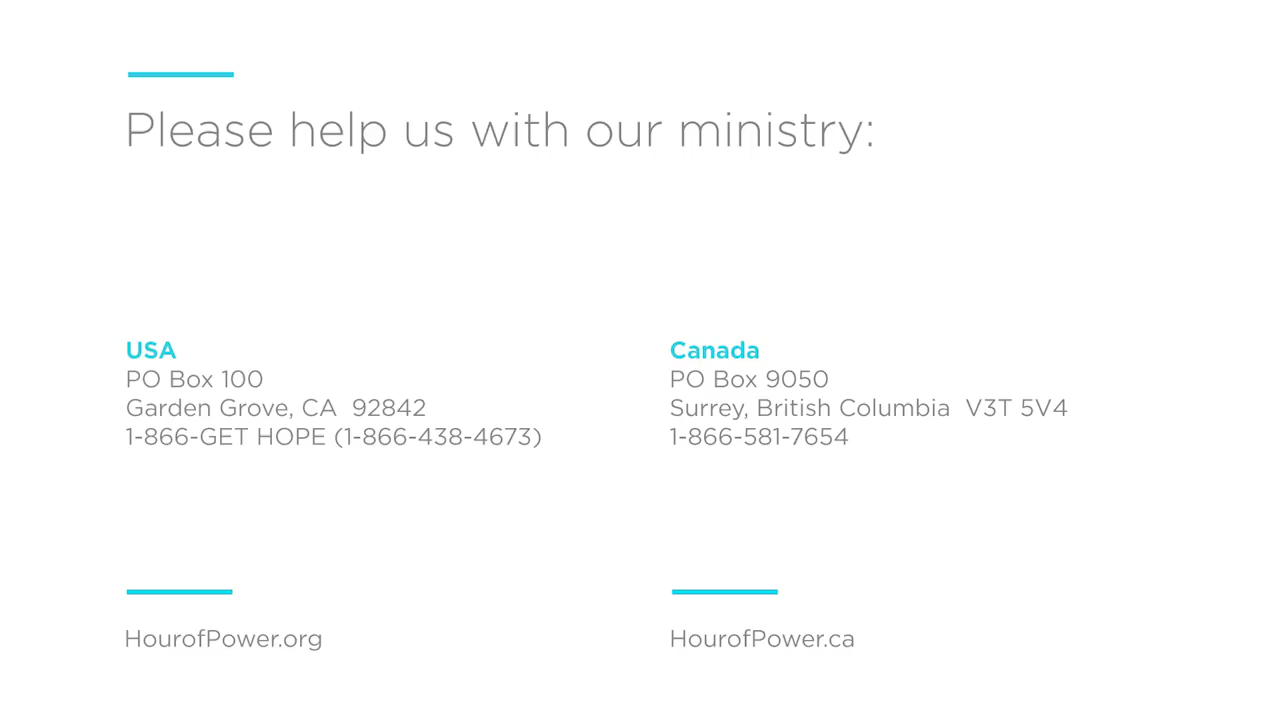 Please help us with our ministry:
USA
PO Box 100
Garden Grove, CA  92842
1-866-GET HOPE (1-866-438-4673)
Canada
PO Box 9050
Surrey, British Columbia  V3T 5V4
1-866-581-7654
HourofPower.org
HourofPower.ca